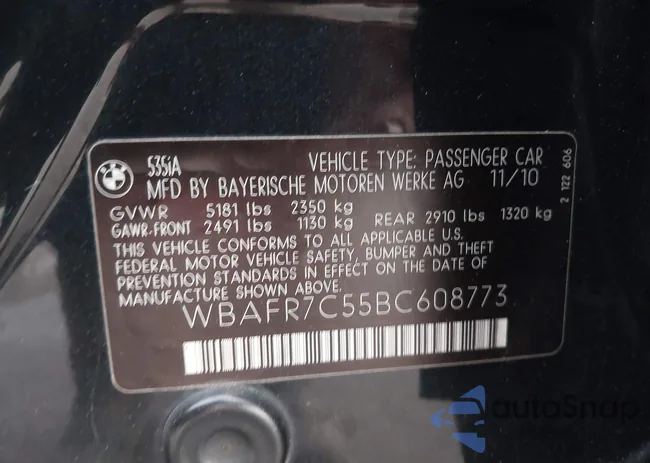 BMW
535iA
VEHICLE TYPE: PASSENGER CAR
MFD BY BAYERISCHE MOTOREN WERKE AG 11/10
GVWR 5181 lbs 2350 kg
GAWR-FRONT 2491 lbs 1130 kg REAR 2910 lbs 1320 kg
THIS VEHICLE CONFORMS TO ALL APPLICABLE U.S.
FEDERAL MOTOR VEHICLE SAFETY, BUMPER AND THEFT
PREVENTION STANDARDS IN EFFECT ON THE DATE OF
MANUFACTURE SHOWN ABOVE.
WBAFR7C55BC608773
2 122 606
autoSnap